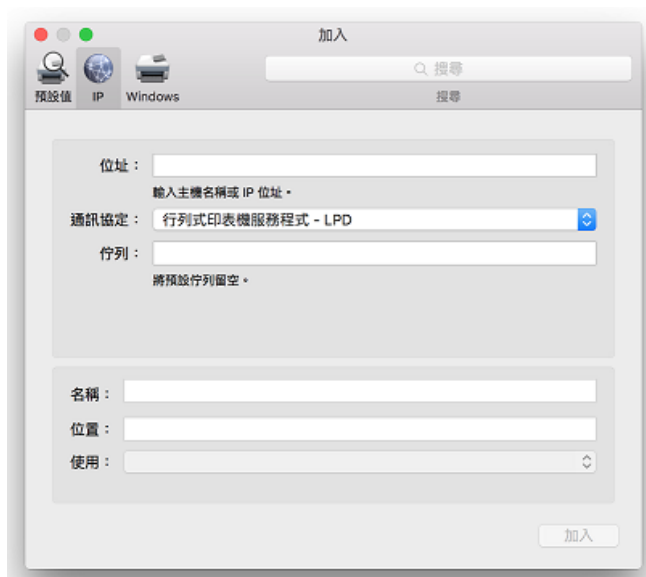 加入
搜尋
預設值 IP Windows 搜尋
位址：
輸入主機名稱或 IP 位址。
通訊協定： 行列式印表機服務程式 - LPD
佇列：
將預設佇列留空。
名稱：
位置：
使用：
加入